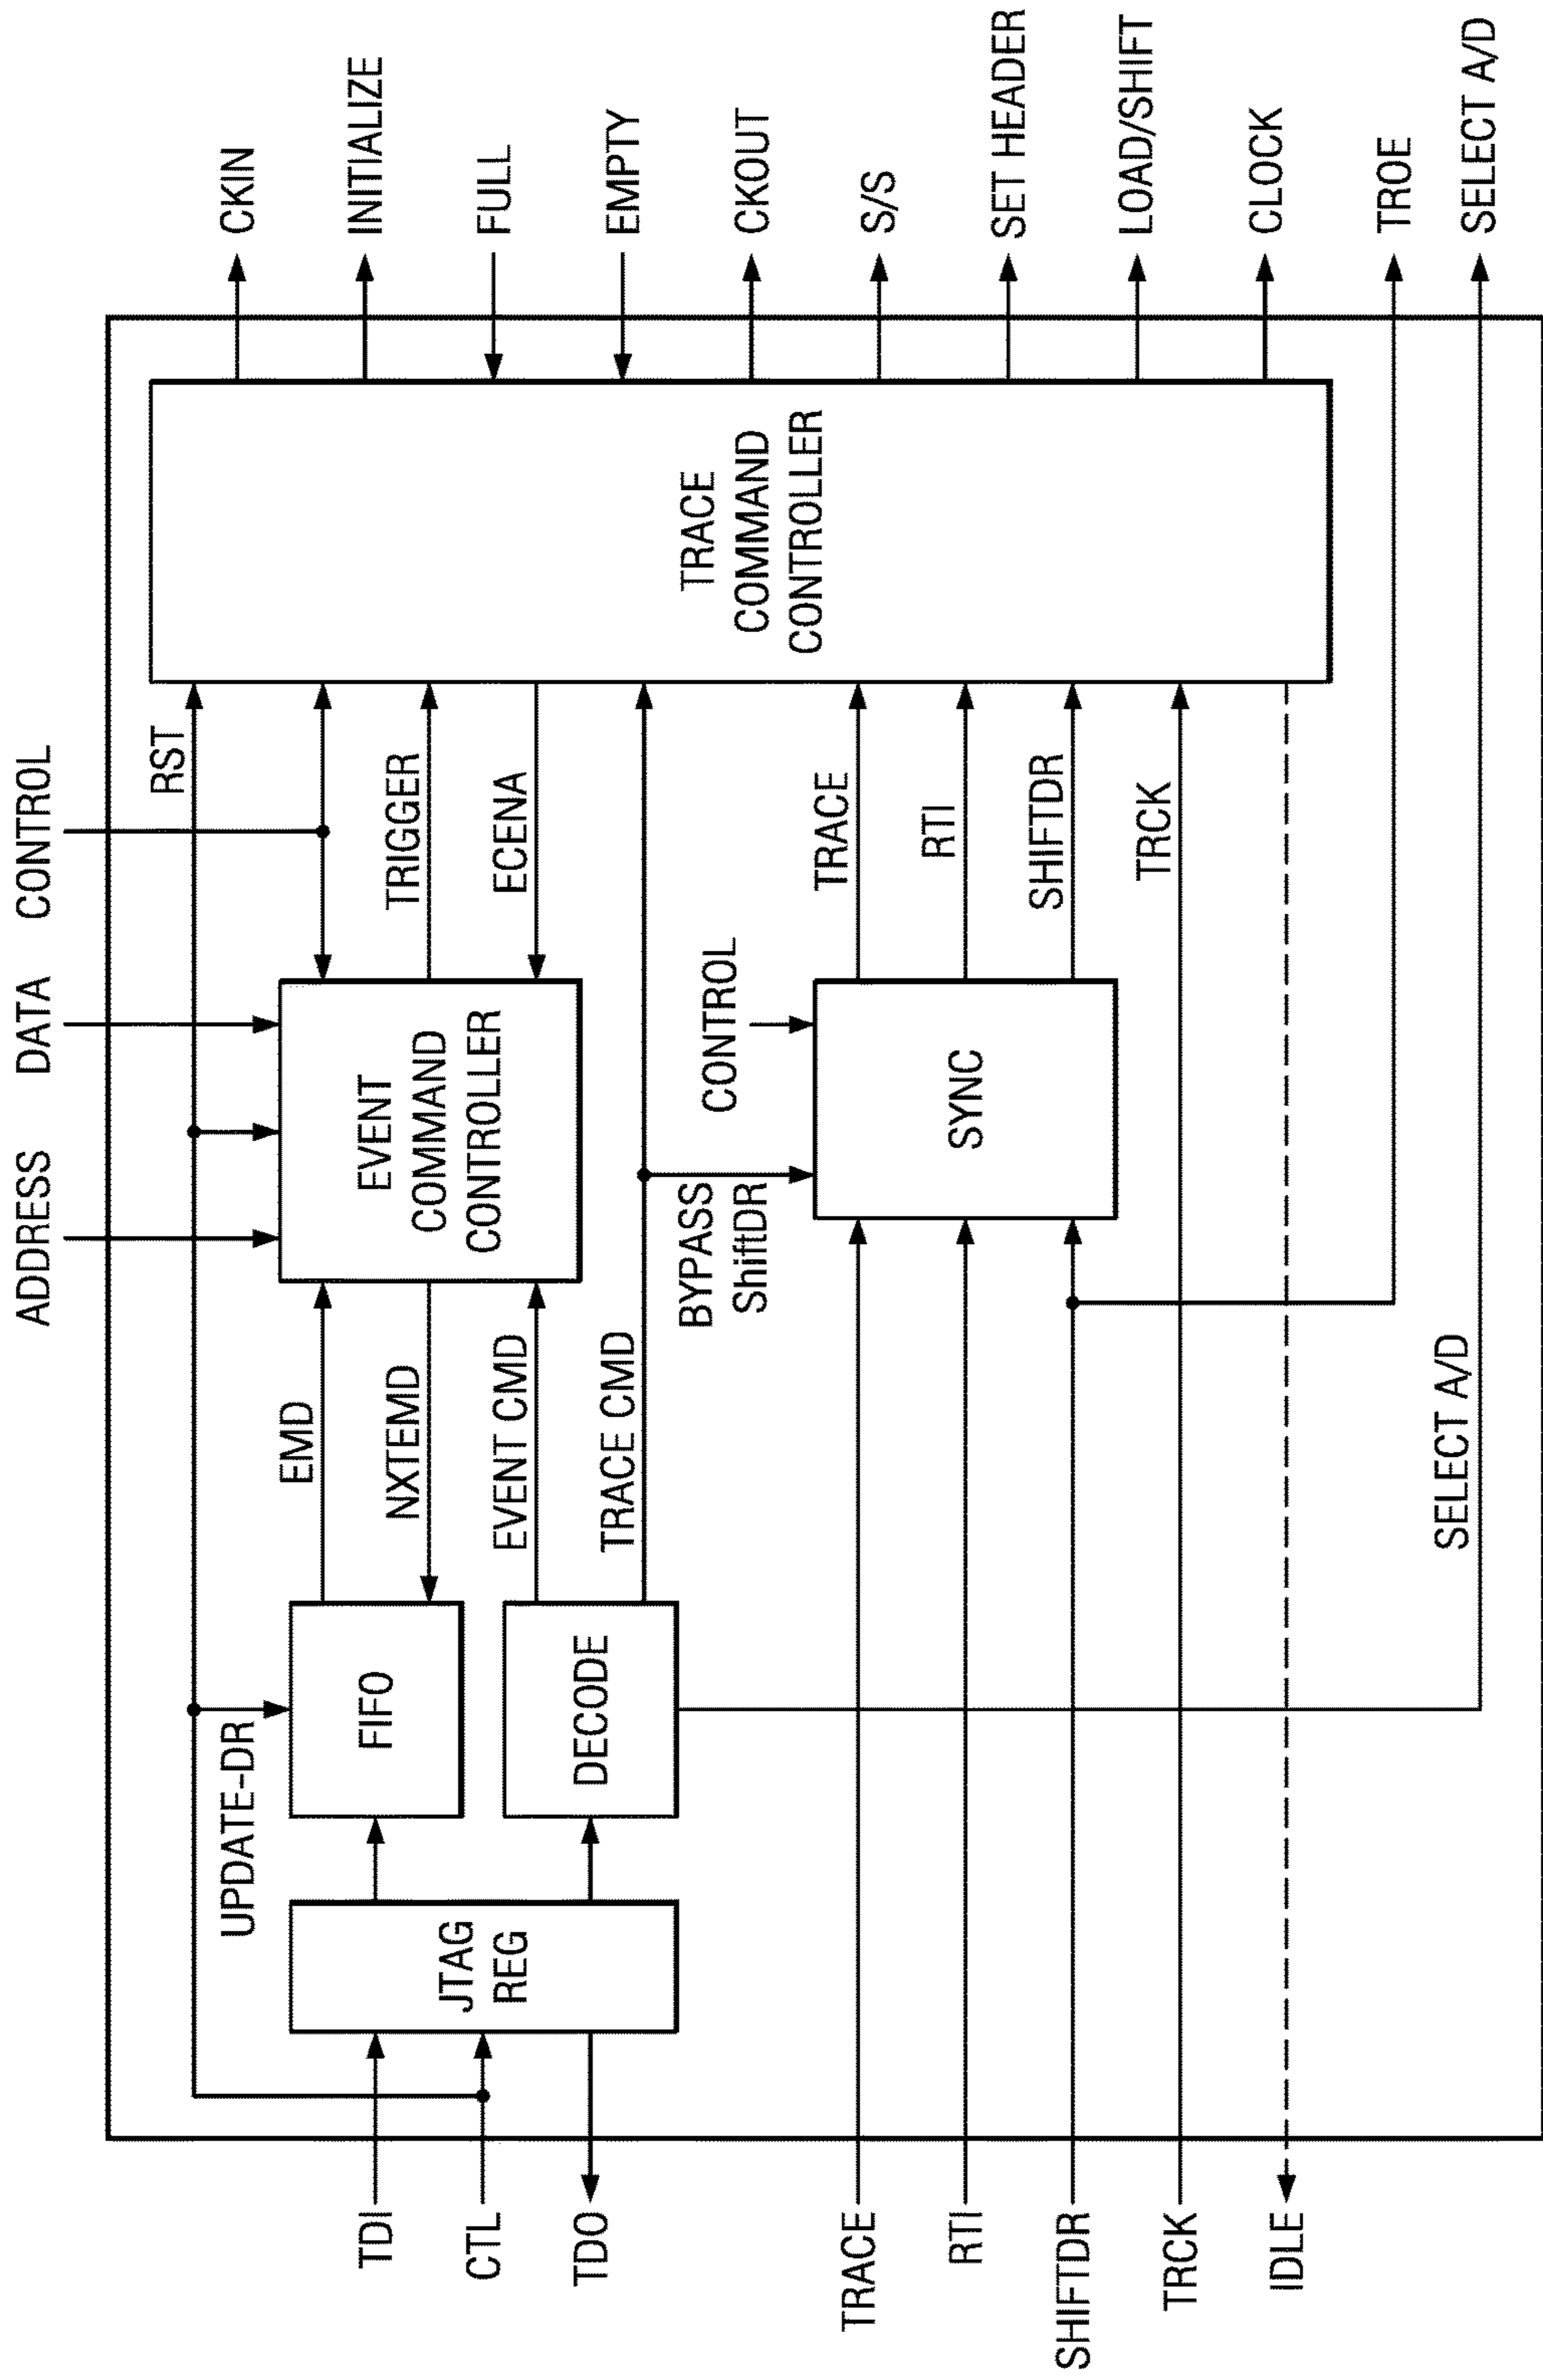 ADDRESS
DATA
CONTROL
RST
UPDATE-DR
EMD
NXTEMD
EVENT CMD
TRACE CMD
TRIGGER
ECENA
TDI
CTL
TDO
JTAG
REG
FIFO
DECODE
EVENT
COMMAND
CONTROLLER
TRACE
COMMAND
CONTROLLER
BYPASS
ShiftDR
CONTROL
SYNC
TRACE
RTI
SHIFTDR
TRCK
TRACE
RTI
SHIFTDR
TRCK
IDLE
SELECT A/D
CKIN
INITIALIZE
FULL
EMPTY
CKOUT
S/S
SET HEADER
LOAD/SHIFT
CLOCK
TROE
SELECT A/D